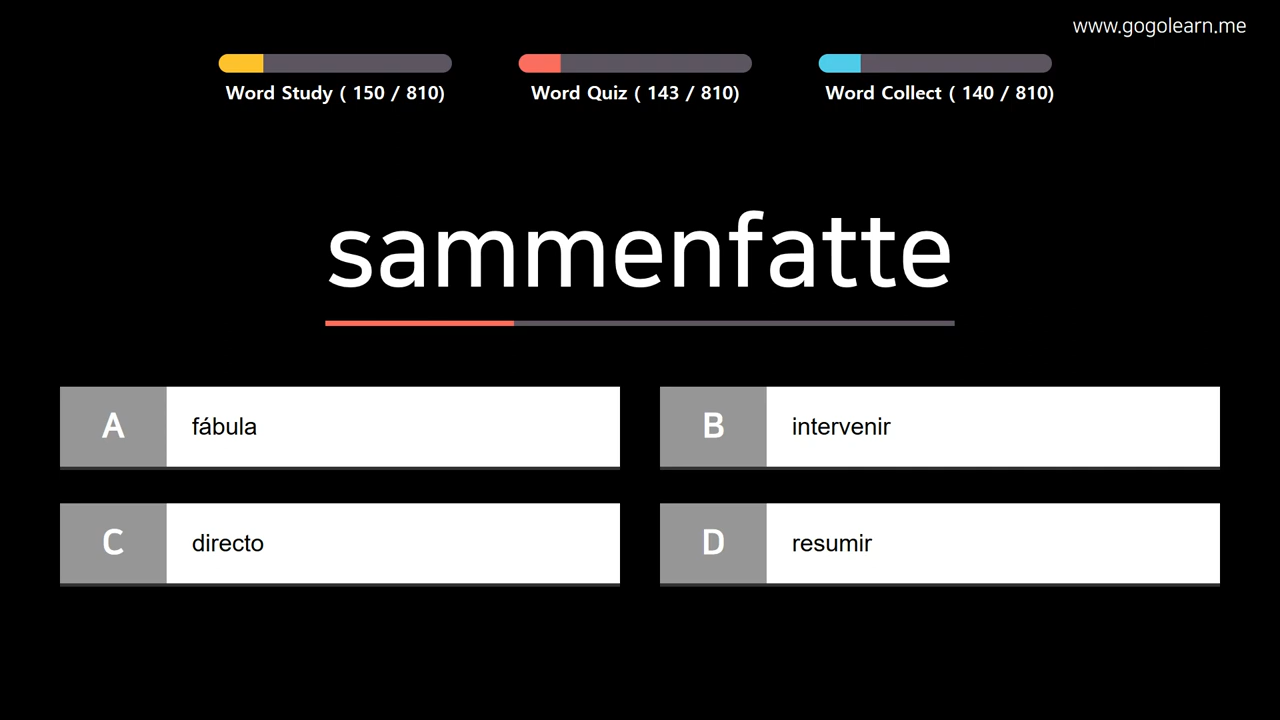 www.gogolearn.me
Word Study ( 150 / 810)
Word Quiz ( 143 / 810)
Word Collect ( 140 / 810)
sammenfatte
A fábula
B intervenir
C directo
D resumir